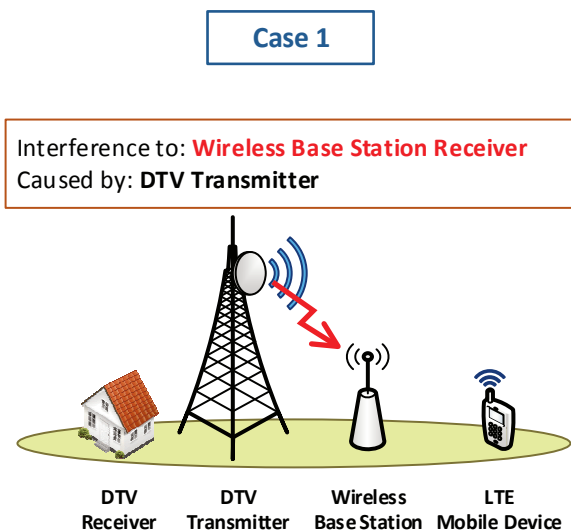 Case 1
Interference to: Wireless Base Station Receiver
Caused by: DTV Transmitter
DTV Receiver
DTV Transmitter
Wireless Base Station
LTE Mobile Device